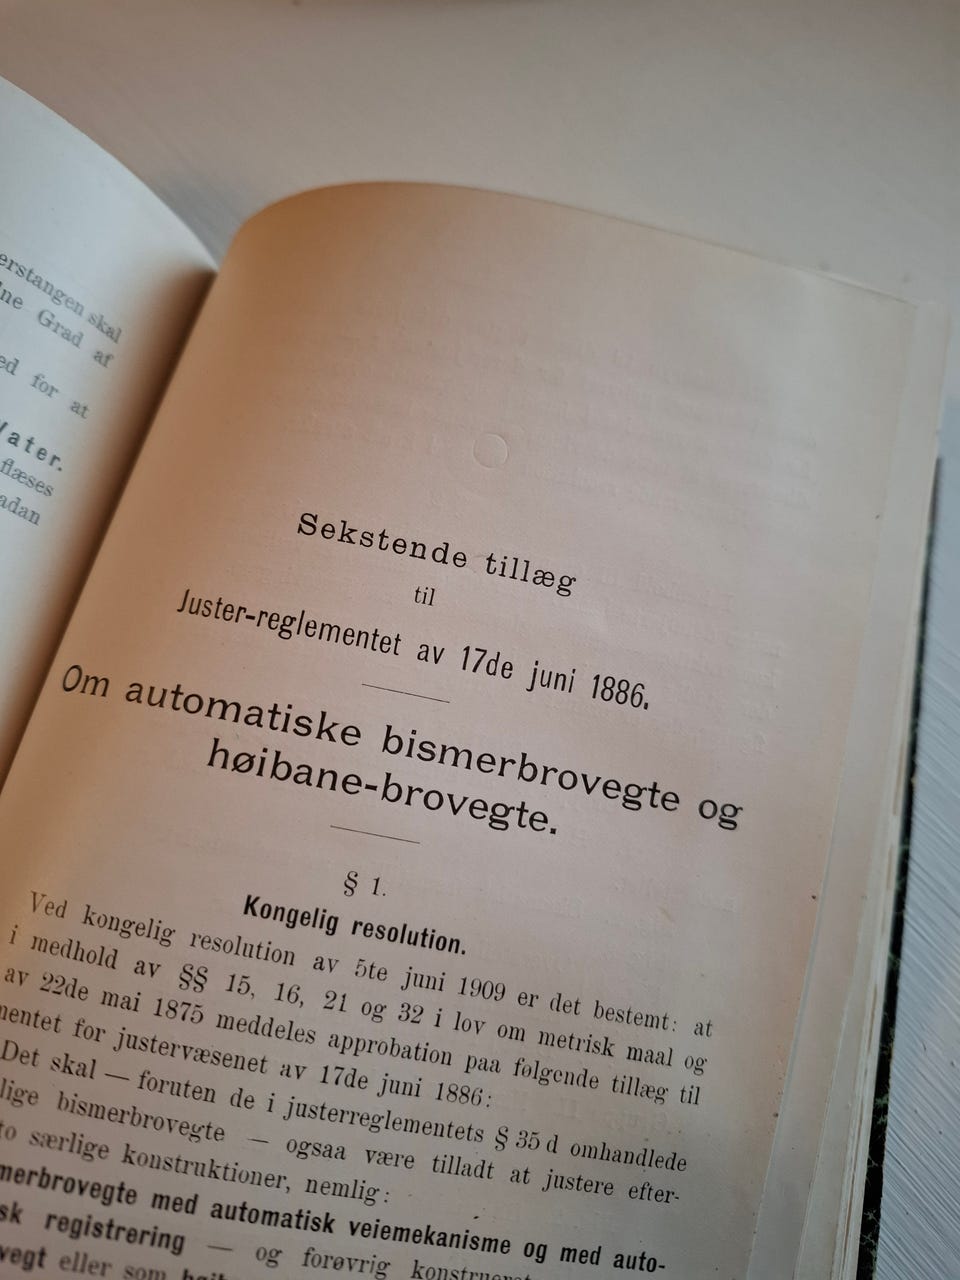 erstangen skal
ne Grad af
ed for at
Vater.
flæses
adan
Sekstende tillæg
til
Juster-reglementet av 17de juni 1886.
Om automatiske bismerbrovegte og
høibane-brovegte.
§ 1.
Kongelig resolution.
Ved kongelig resolution av 5te juni 1909 er det bestemt: at
i medhold av §§ 15, 16, 21 og 32 i lov om metrisk maal og
av 22de mai 1875 meddeles approbation paa følgende tillæg til
mentet for justervæsenet av 17de juni 1886:
Det skal — foruten de i justerreglementets § 35 d omhandlede
lige bismerbrovegte — ogsaa være tilladt at justere efter-
to særlige konstruktioner, nemlig:
merbrovegte med automatisk veiemekanisme og med auto-
sk registrering — og forøvrig konstrueret
vegt eller som